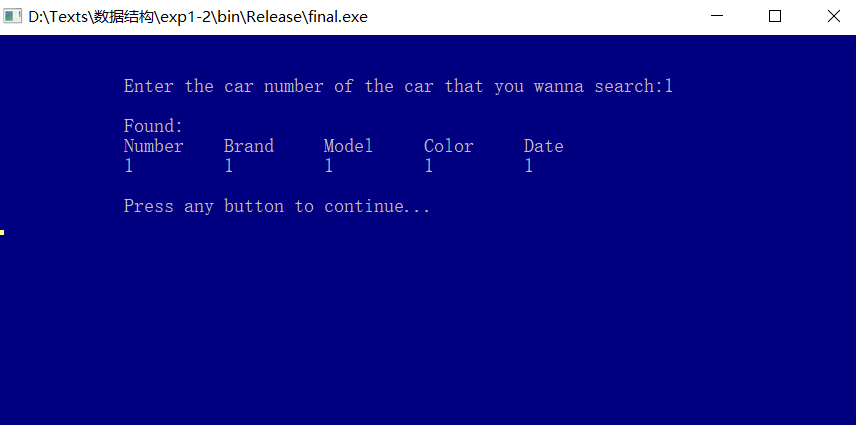 D:\Texts\数据结构\exp1-2\bin\Release\final.exe
Enter the car number of the car that you wanna search:1
Found:
Number Brand Model Color Date
1 1 1 1 1
Press any button to continue...